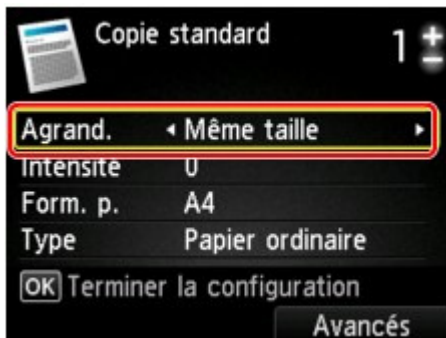 Copie standard
1
Agrand. Même taille
Intensité 0
Form. p. A4
Type Papier ordinaire
OK Terminer la configuration
Avancés